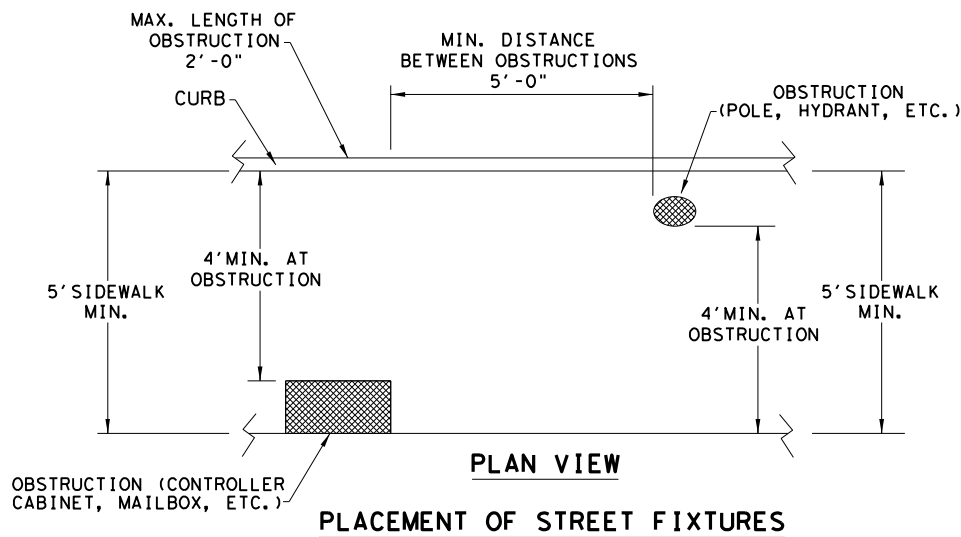 MAX. LENGTH OF
OBSTRUCTION
2'-0"
CURB
MIN. DISTANCE
BETWEEN OBSTRUCTIONS
5'-0"
OBSTRUCTION
(POLE, HYDRANT, ETC.)
4'MIN. AT
OBSTRUCTION
5'SIDEWALK
MIN.
4'MIN. AT
OBSTRUCTION
5'SIDEWALK
MIN.
OBSTRUCTION (CONTROLLER
CABINET, MAILBOX, ETC.)
PLAN VIEW
PLACEMENT OF STREET FIXTURES